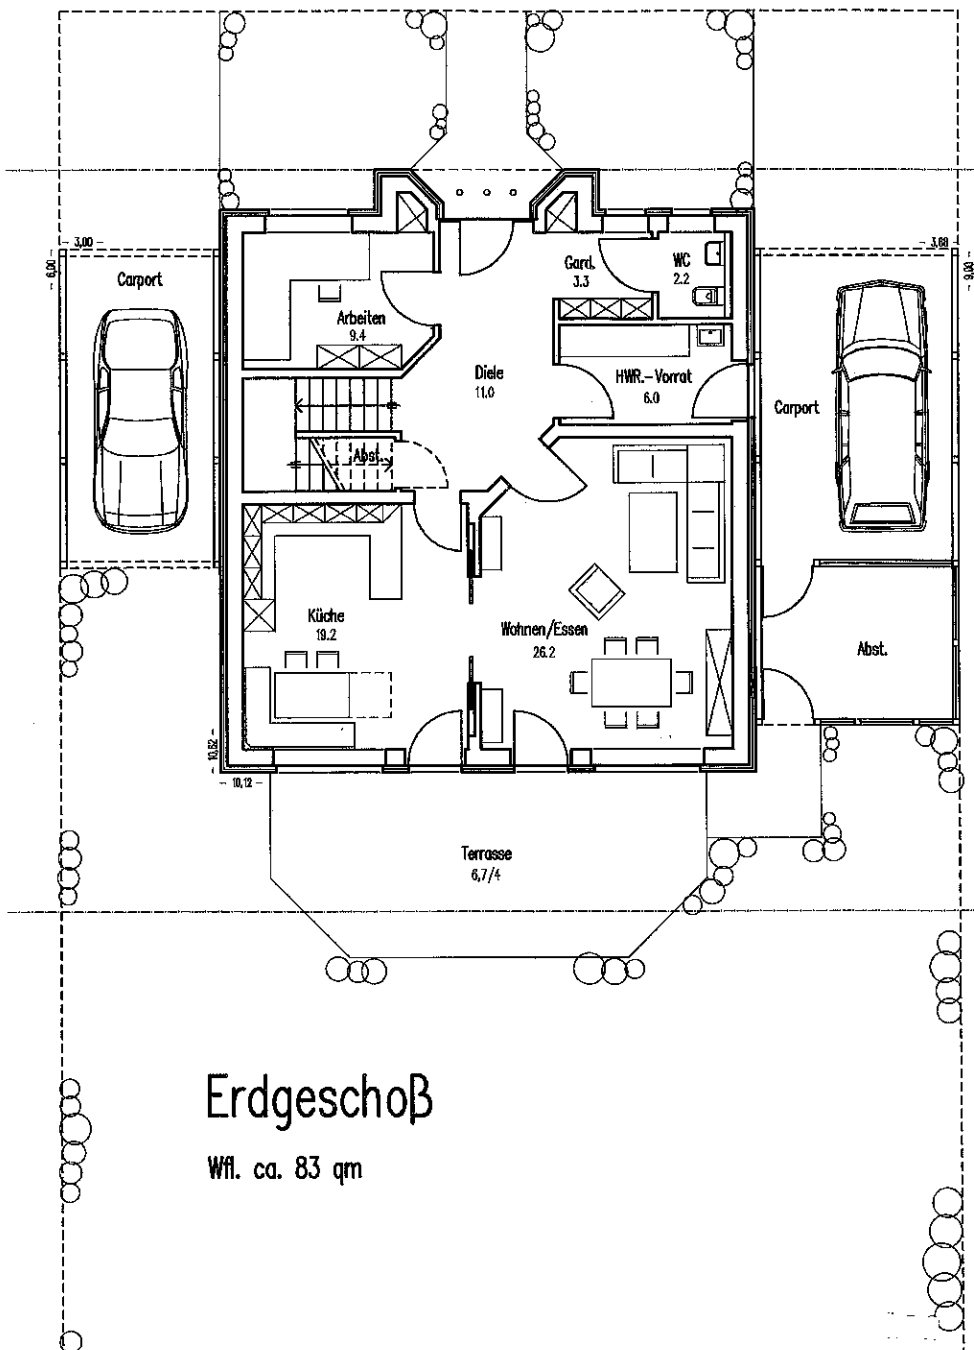 3,00
6,00
Carport
Arbeiten
9.4
Gard.
3.3
WC
2.2
3,68
9,00
Diele
11.0
HWR.-Vorrat
6.0
Carport
Abst.
Küche
19.2
Wohnen/Essen
26.2
Abst.
10,62
10,12
Terrasse
6,7/4
Erdgeschoß
Wfl. ca. 83 qm